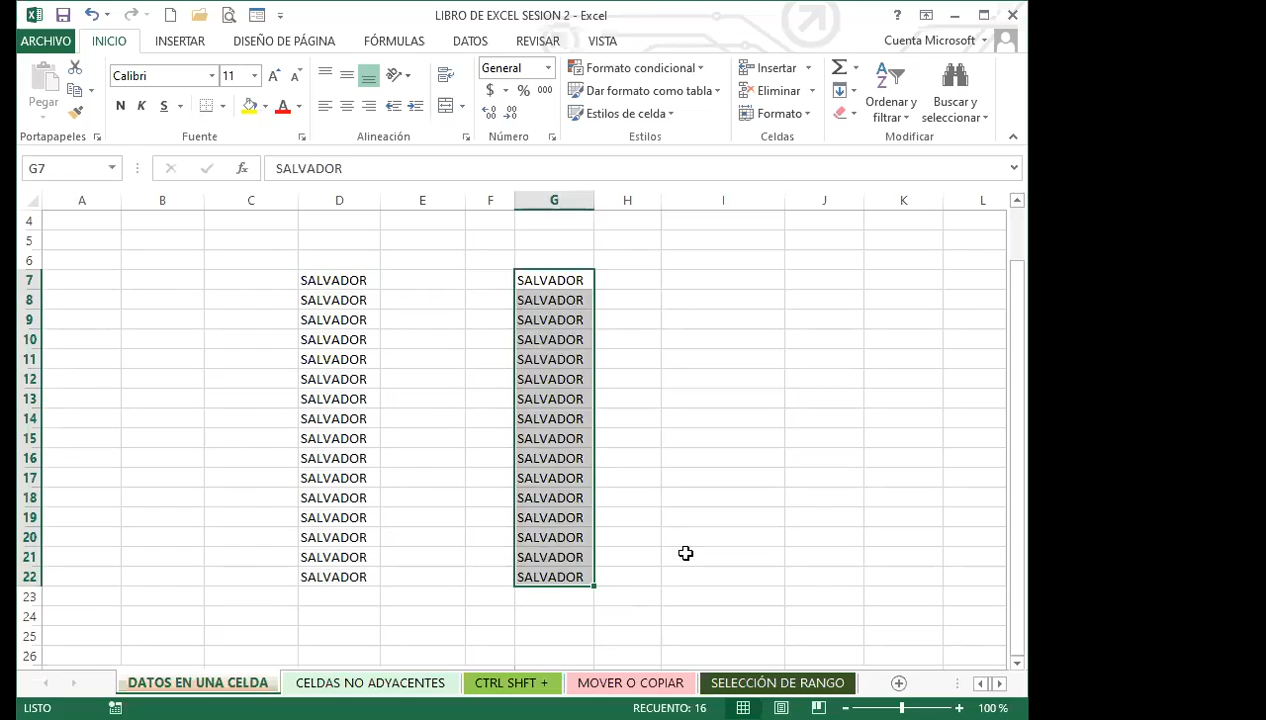 LIBRO DE EXCEL SESION 2 - Excel
?
ARCHIVO INICIO INSERTAR DISEÑO DE PÁGINA FÓRMULAS DATOS REVISAR VISTA Cuenta Microsoft
Pegar
Calibri 11 A A
N K S A
General
$ % 000
Formato condicional
Dar formato como tabla
Estilos de celda
Insertar
Eliminar
Formato
Σ
Ordenar y filtrar
Buscar y seleccionar
Portapapeles Fuente Alineación Número Estilos Celdas Modificar
G7 fx SALVADOR
A B C D E F G H I J K L
4
5
6
7 SALVADOR SALVADOR
8 SALVADOR SALVADOR
9 SALVADOR SALVADOR
10 SALVADOR SALVADOR
11 SALVADOR SALVADOR
12 SALVADOR SALVADOR
13 SALVADOR SALVADOR
14 SALVADOR SALVADOR
15 SALVADOR SALVADOR
16 SALVADOR SALVADOR
17 SALVADOR SALVADOR
18 SALVADOR SALVADOR
19 SALVADOR SALVADOR
20 SALVADOR SALVADOR
21 SALVADOR SALVADOR
22 SALVADOR SALVADOR
23
24
25
26
DATOS EN UNA CELDA CELDAS NO ADYACENTES CTRL SHFT + MOVER O COPIAR SELECCIÓN DE RANGO
LISTO RECUENTO: 16 100 %